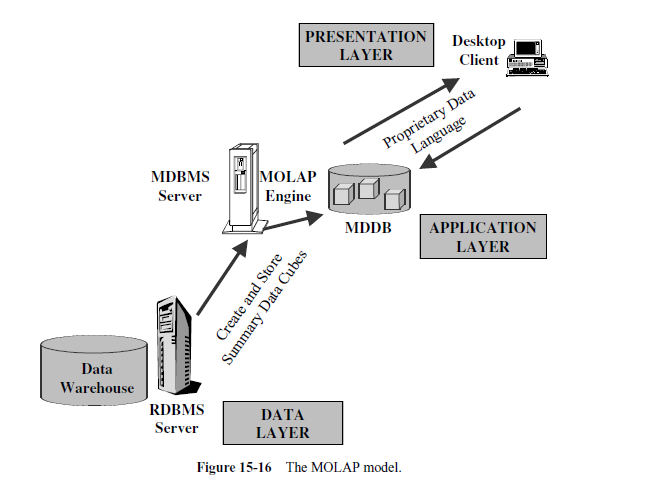 PRESENTATION
LAYER
Desktop
Client
Proprietary Data
Language
MDBMS
Server
MOLAP
Engine
MDDB
APPLICATION
LAYER
Create and Store
Summary Data Cubes
Data
Warehouse
RDBMS
Server
DATA
LAYER
Figure 15-16 The MOLAP model.